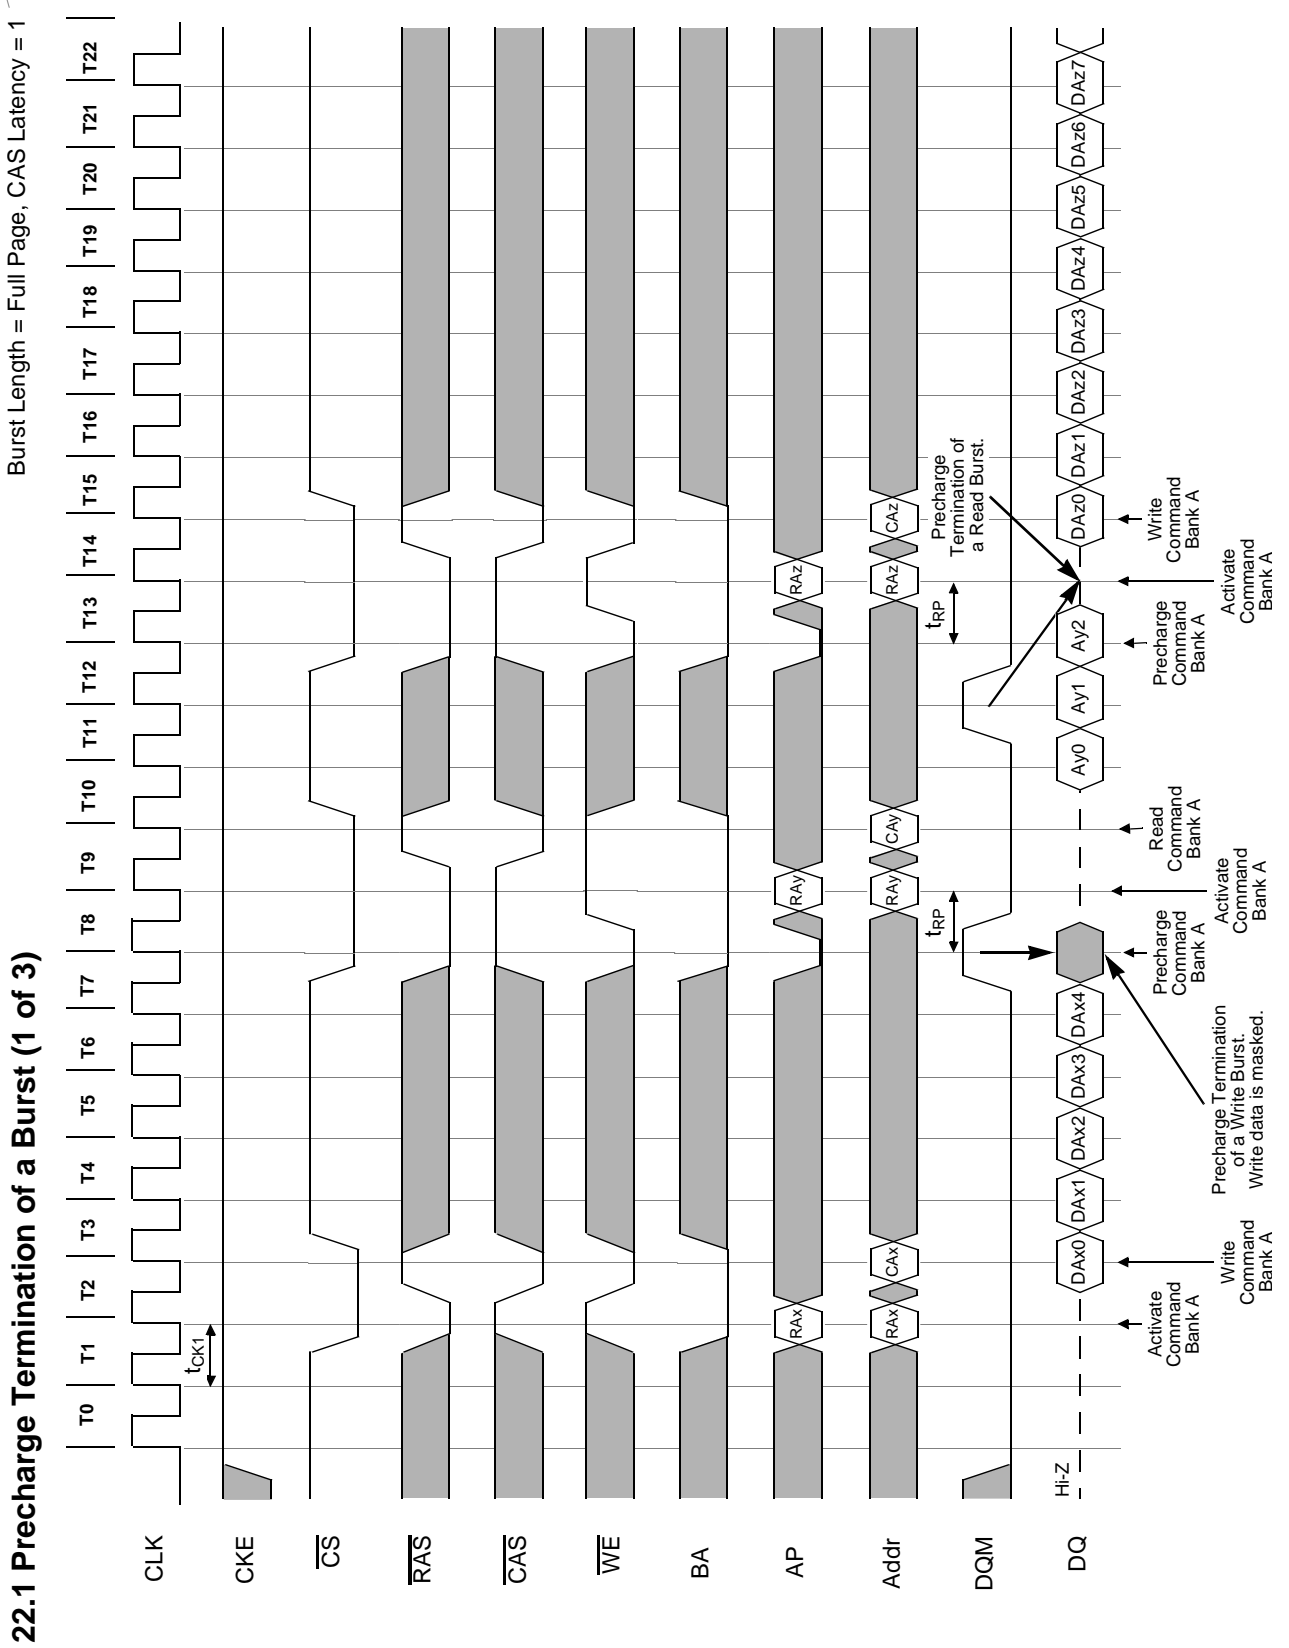 22.1 Precharge Termination of a Burst (1 of 3)
Burst Length = Full Page, CAS Latency = 1
T0 T1 T2 T3 T4 T5 T6 T7 T8 T9 T10 T11 T12 T13 T14 T15 T16 T17 T18 T19 T20 T21 T22
CLK
tCK1
CKE
CS
RAS
CAS
WE
BA
AP
RAx RAy RAz
Addr
RAx CAx RAy CAy RAz CAz
tRP tRP
Precharge
Termination of
a Read Burst.
DQM
Hi-Z
DQ
DAx0 DAx1 DAx2 DAx3 DAx4 Ay0 Ay1 Ay2 DAz0 DAz1 DAz2 DAz3 DAz4 DAz5 DAz6 DAz7
Activate
Command
Bank A
Write
Command
Bank A
Precharge Termination
of a Write Burst.
Write data is masked.
Precharge
Command
Bank A
Activate
Command
Bank A
Read
Command
Bank A
Precharge
Command
Bank A
Activate
Command
Bank A
Write
Command
Bank A